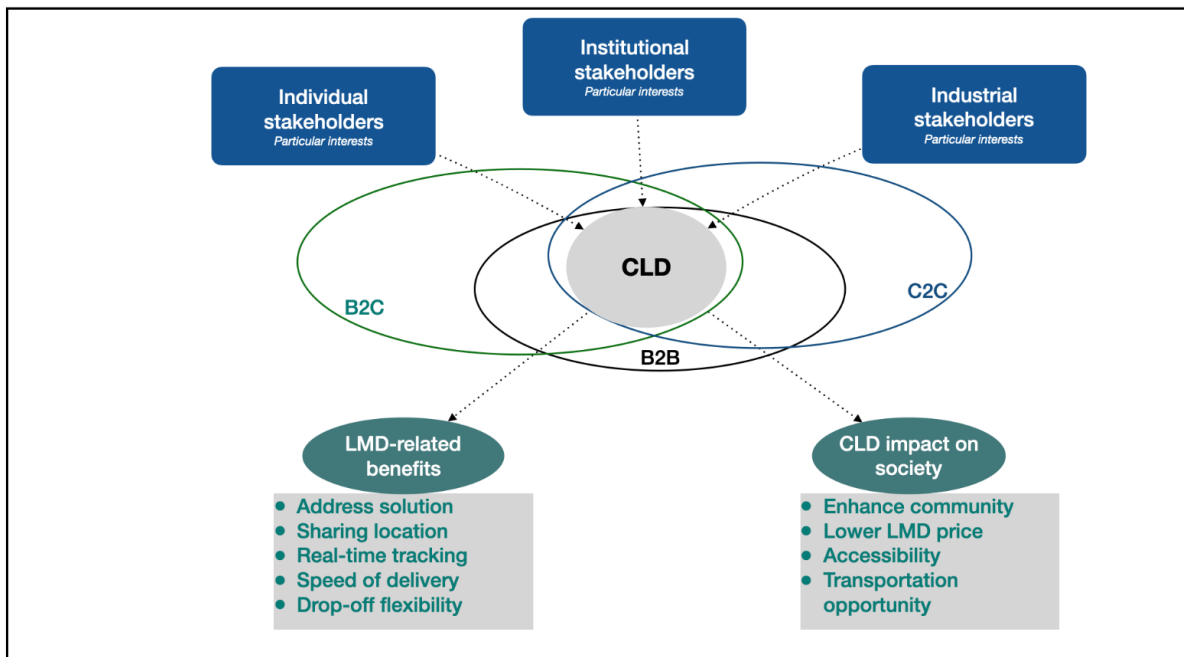 Institutional
stakeholders
Particular interests
Individual
stakeholders
Particular interests
Industrial
stakeholders
Particular interests
CLD
B2C
C2C
B2B
LMD-related
benefits
● Address solution
● Sharing location
● Real-time tracking
● Speed of delivery
● Drop-off flexibility
CLD impact on
society
● Enhance community
● Lower LMD price
● Accessibility
● Transportation
opportunity